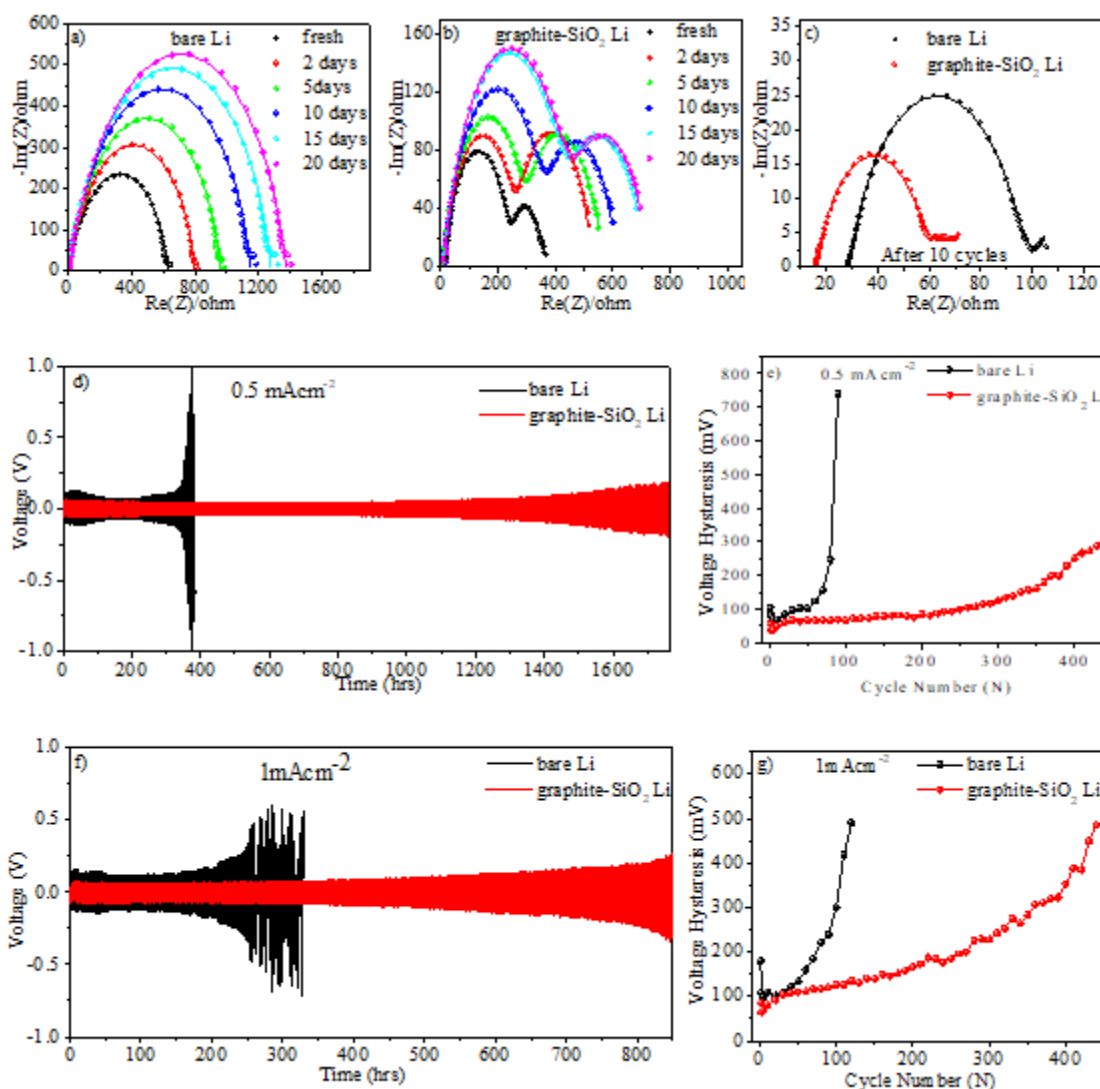 a)
bare Li
fresh
2 days
5days
10 days
15 days
20 days
600
500
400
300
200
100
0
-Im(Z)/ohm
0 400 800 1200 1600
Re(Z)/ohm
b)
graphite-SiO₂ Li
fresh
2 days
5 days
10 days
15 days
20 days
160
120
80
40
0
-Im(Z)/ohm
0 200 400 600 800 1000
Re(Z)/ohm
c)
bare Li
graphite-SiO₂ Li
After 10 cycles
35
30
25
20
15
10
5
0
-Im(Z)/ohm
20 40 60 80 100 120
Re(Z)/ohm
d)
0.5 mAcm⁻²
bare Li
graphite-SiO₂ Li
1.0
0.5
0.0
-0.5
-1.0
Voltage (V)
0 200 400 600 800 1000 1200 1400 1600
Time (hrs)
e)
0.5 mA cm⁻²
bare Li
graphite-SiO₂ L
800
700
600
500
400
300
200
100
0
Voltage Hysteresis (mV)
0 100 200 300 400
Cycle Number (N)
f)
1mAcm⁻²
bare Li
graphite-SiO₂ Li
1.0
0.5
0.0
-0.5
-1.0
Voltage (V)
0 100 200 300 400 500 600 700 800
Time (hrs)
g)
1mAcm⁻²
bare Li
graphite-SiO₂ Li
600
500
400
300
200
100
0
Voltage Hysteresis (mV)
0 100 200 300 400
Cycle Number (N)